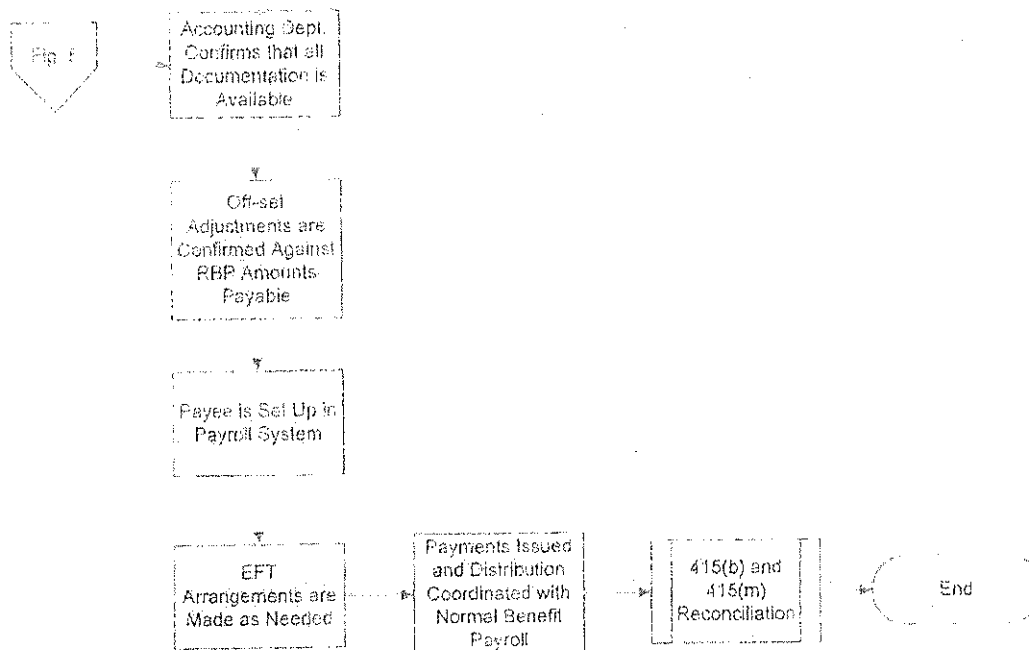 Fig.
Accounting Dept.
Confirms that all
Documentation is
Available
Off-set
Adjustments are
Confirmed Against
RBP Amounts
Payable
Payee is Set Up in
Payroll System
EFT
Arrangements are
Made as Needed
Payments Issued
and Distribution
Coordinated with
Normal Benefit
Payroll
415(b) and
415(m)
Reconciliation
End